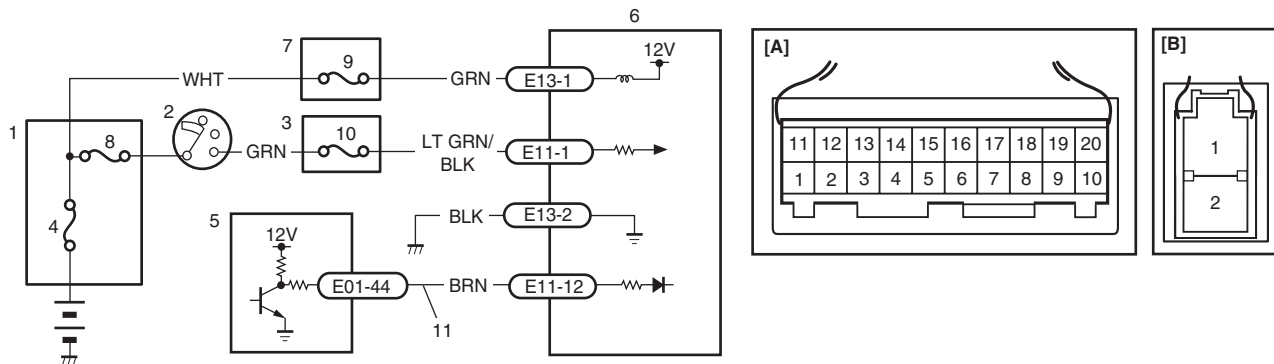 6
[A]
[B]
7
9
12V
WHT
GRN
E13-1
1
2
8
3
10
GRN
LT GRN/
BLK
E11-1
11 12 13 14 15 16 17 18 19 20
1 2 3 4 5 6 7 8 9 10
1
2
4
5
BLK
E13-2
12V
E01-44
BRN
E11-12
11